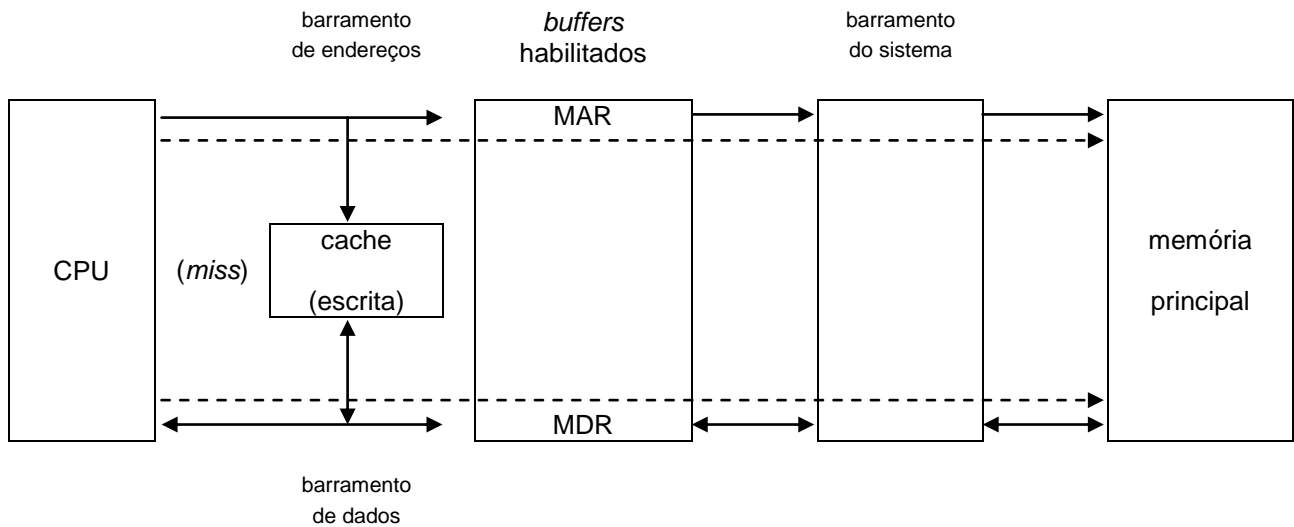 barramento
de endereços
buffers
habilitados
barramento
do sistema
MAR
CPU
(miss)
cache
(escrita)
memória
principal
MDR
barramento
de dados